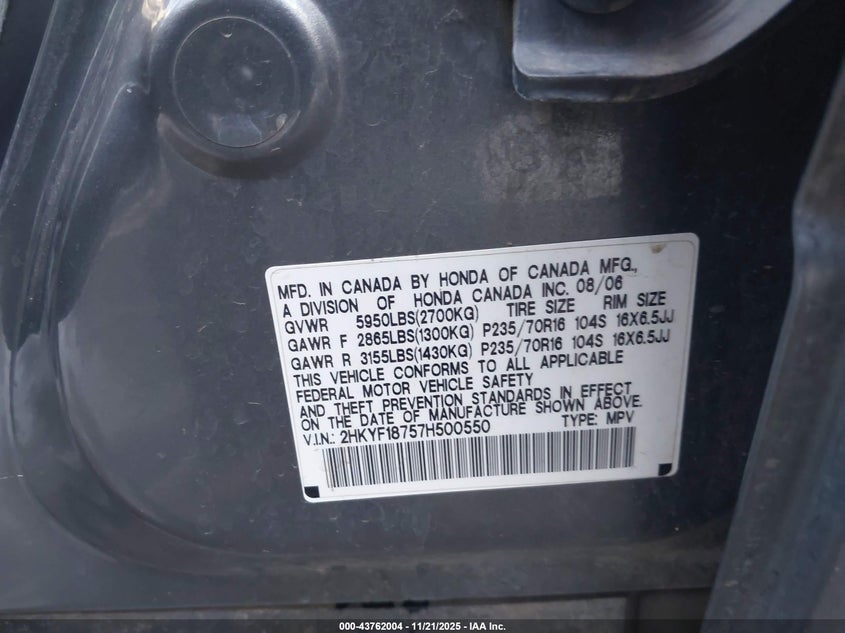 MFD. IN CANADA BY HONDA OF CANADA MFG.,
A DIVISION OF HONDA CANADA INC. 08/06
GVWR 5950LBS(2700KG) TIRE SIZE RIM SIZE
GAWR F 2865LBS(1300KG) P235/70R16 104S 16X6.5JJ
GAWR R 3155LBS(1430KG) P235/70R16 104S 16X6.5JJ
THIS VEHICLE CONFORMS TO ALL APPLICABLE
FEDERAL MOTOR VEHICLE SAFETY
AND THEFT PREVENTION STANDARDS IN EFFECT
ON THE DATE OF MANUFACTURE SHOWN ABOVE.
V.I.N.: 2HKYF18757H500550 TYPE: MPV
000-43762004 - 11/21/2025 - IAA Inc.